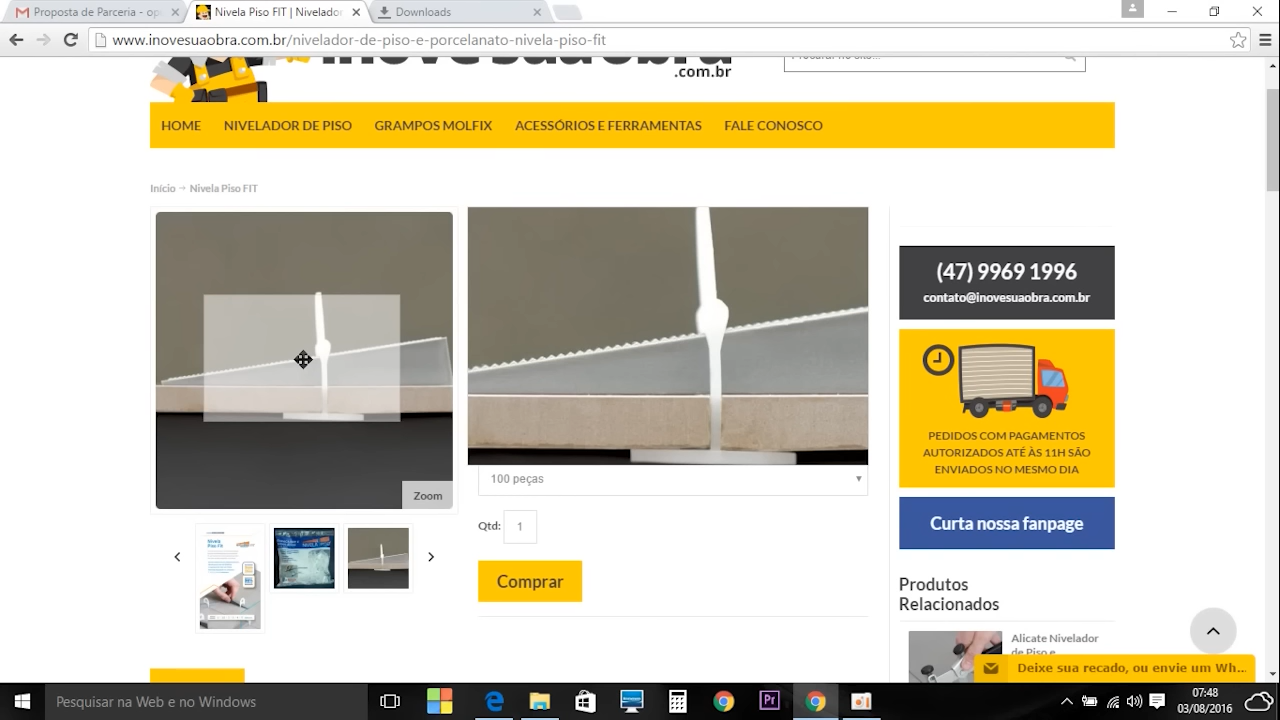 Proposta de Parceria - op
Nivela Piso FIT | Nivelador
Downloads
www.inovesuaobra.com.br/nivelador-de-piso-e-porcelanato-nivela-piso-fit
inovesuaobra
.com.br
Procurar no site...
HOME NIVELADOR DE PISO GRAMPOS MOLFIX ACESSÓRIOS E FERRAMENTAS FALE CONOSCO
Início → Nivela Piso FIT
Zoom
100 peças
Qtd: 1
Comprar
(47) 9969 1996
contato@inovesuaobra.com.br
PEDIDOS COM PAGAMENTOS
AUTORIZADOS ATÉ ÀS 11H SÃO
ENVIADOS NO MESMO DIA
Curta nossa fanpage
Produtos
Relacionados
Alicate Nivelador
de Piso e
Deixe sua recado, ou envie um Wh...
Pesquisar na Web e no Windows
07:48
03/08/2016